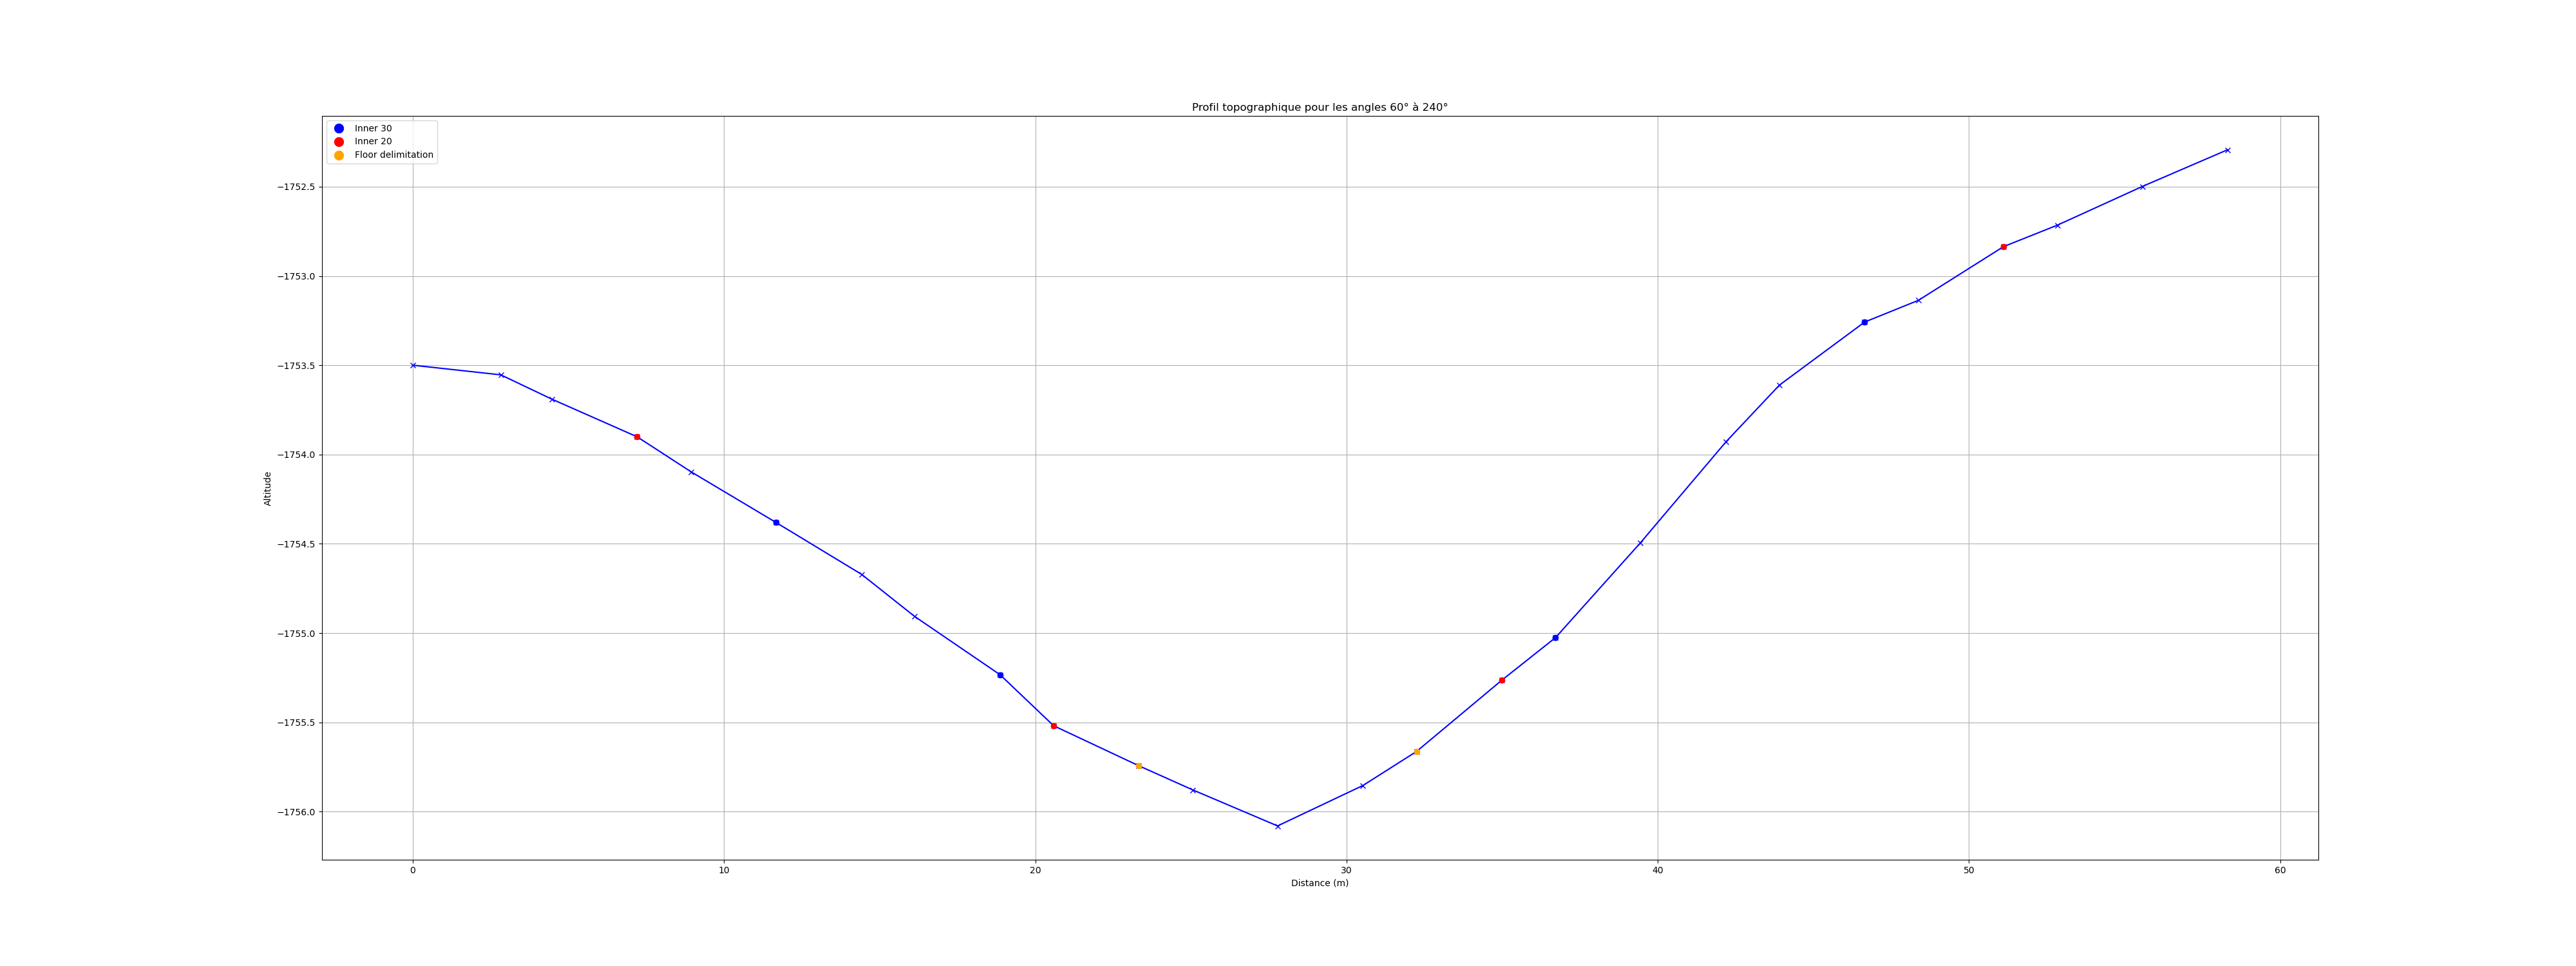 Profil topographique pour les angles 60° à 240°
Inner 30
Inner 20
Floor delimitation
−1752.5
−1753.0
−1753.5
−1754.0
−1754.5
−1755.0
−1755.5
−1756.0
Altitude
0 10 20 30 40 50 60
Distance (m)